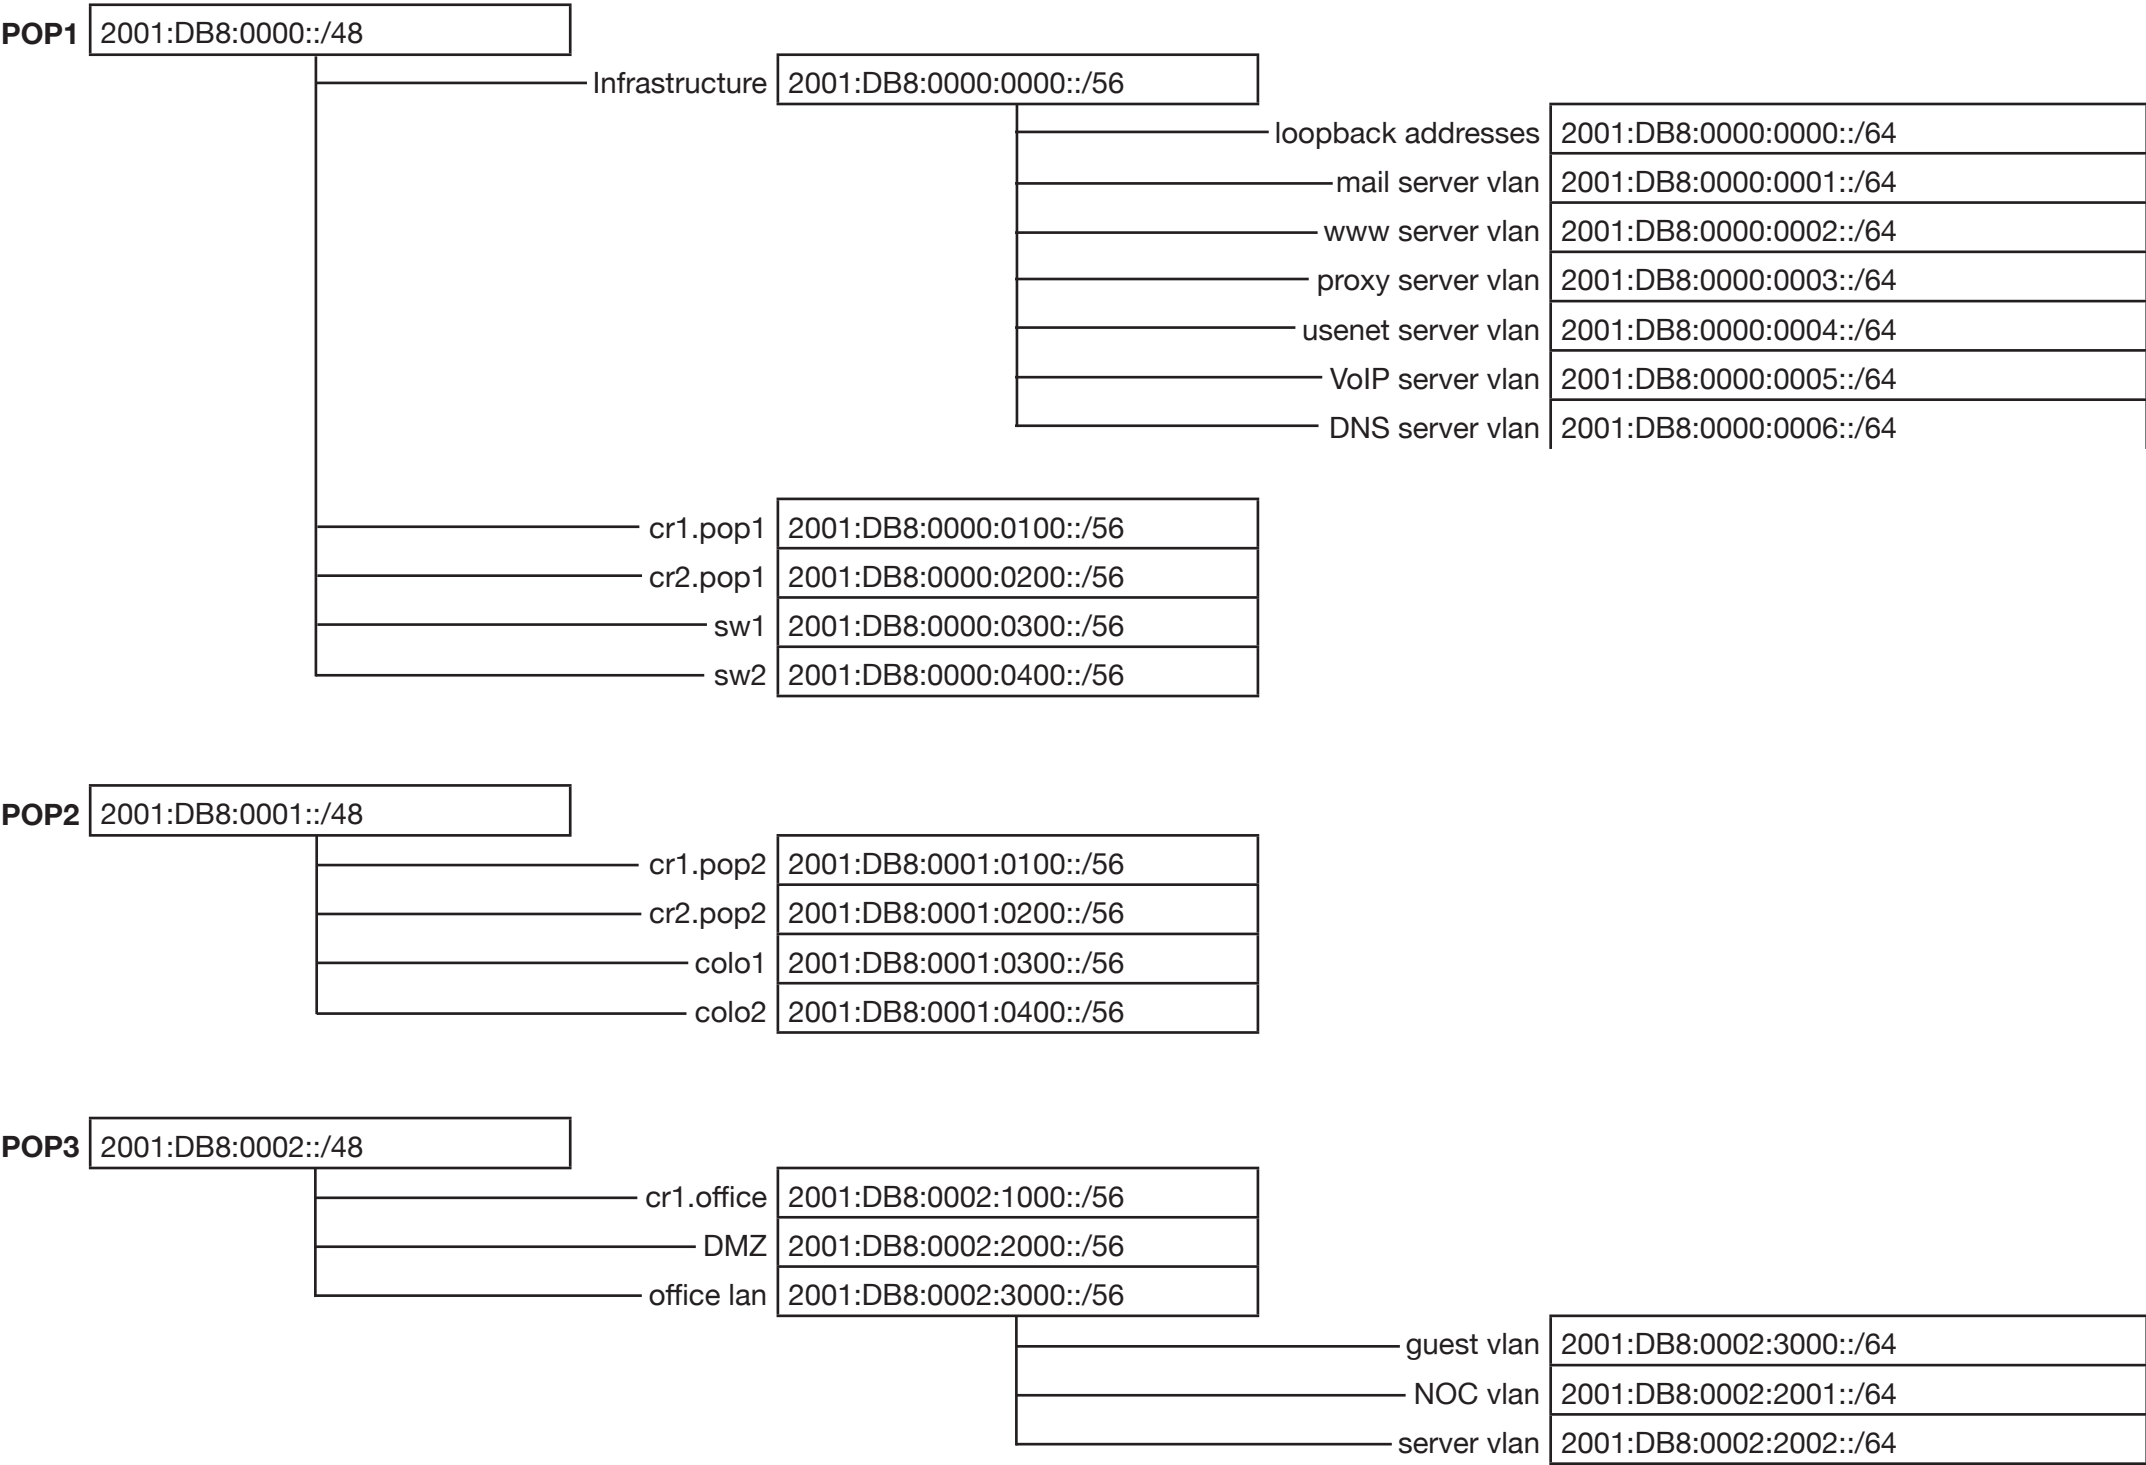 POP1 2001:DB8:0000::/48
Infrastructure 2001:DB8:0000:0000::/56
loopback addresses 2001:DB8:0000:0000::/64
mail server vlan 2001:DB8:0000:0001::/64
www server vlan 2001:DB8:0000:0002::/64
proxy server vlan 2001:DB8:0000:0003::/64
usenet server vlan 2001:DB8:0000:0004::/64
VoIP server vlan 2001:DB8:0000:0005::/64
DNS server vlan 2001:DB8:0000:0006::/64
cr1.pop1 2001:DB8:0000:0100::/56
cr2.pop1 2001:DB8:0000:0200::/56
sw1 2001:DB8:0000:0300::/56
sw2 2001:DB8:0000:0400::/56
POP2 2001:DB8:0001::/48
cr1.pop2 2001:DB8:0001:0100::/56
cr2.pop2 2001:DB8:0001:0200::/56
colo1 2001:DB8:0001:0300::/56
colo2 2001:DB8:0001:0400::/56
POP3 2001:DB8:0002::/48
cr1.office 2001:DB8:0002:1000::/56
DMZ 2001:DB8:0002:2000::/56
office lan 2001:DB8:0002:3000::/56
guest vlan 2001:DB8:0002:3000::/64
NOC vlan 2001:DB8:0002:2001::/64
server vlan 2001:DB8:0002:2002::/64